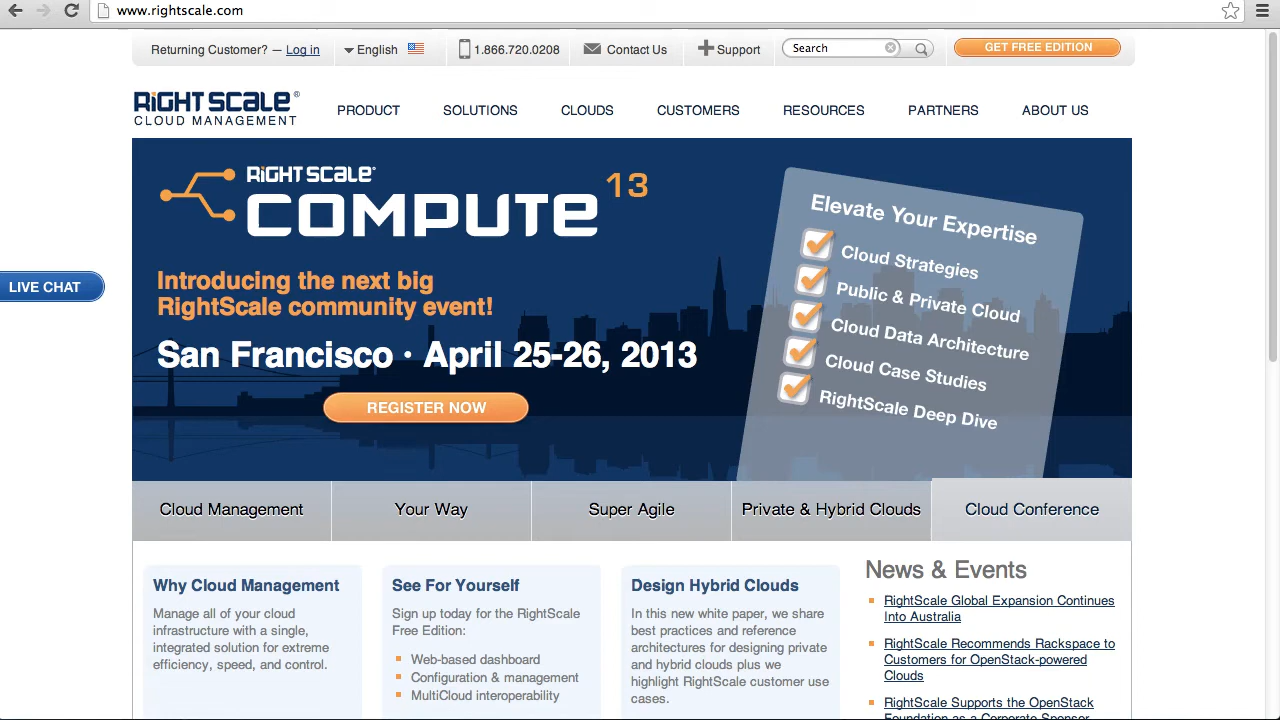 www.rightscale.com
Returning Customer? — Log in
English
1.866.720.0208
Contact Us
Support
Search
GET FREE EDITION
RIGHTSCALE®
CLOUD MANAGEMENT
PRODUCT
SOLUTIONS
CLOUDS
CUSTOMERS
RESOURCES
PARTNERS
ABOUT US
RIGHTSCALE®
COMPUTE 13
Introducing the next big
RightScale community event!
San Francisco · April 25-26, 2013
REGISTER NOW
Elevate Your Expertise
Cloud Strategies
Public & Private Cloud
Cloud Data Architecture
Cloud Case Studies
RightScale Deep Dive
LIVE CHAT
Cloud Management
Your Way
Super Agile
Private & Hybrid Clouds
Cloud Conference
Why Cloud Management
Manage all of your cloud
infrastructure with a single,
integrated solution for extreme
efficiency, speed, and control.
See For Yourself
Sign up today for the RightScale
Free Edition:
Web-based dashboard
Configuration & management
MultiCloud interoperability
Design Hybrid Clouds
In this new white paper, we share
best practices and reference
architectures for designing private
and hybrid clouds plus we
highlight RightScale customer use
cases.
News & Events
RightScale Global Expansion Continues
Into Australia
RightScale Recommends Rackspace to
Customers for OpenStack-powered
Clouds
RightScale Supports the OpenStack
Foundation as a Corporate Sponsor